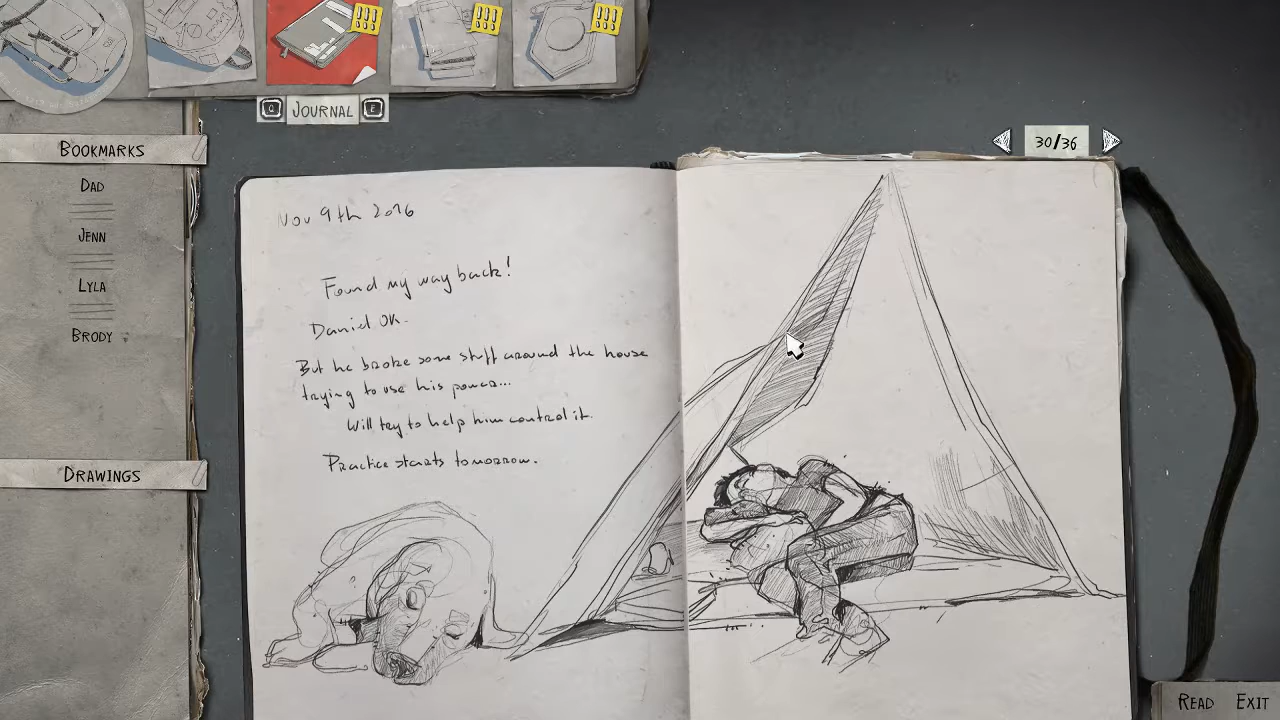 Q JOURNAL E
BOOKMARKS
DAD
JENN
LYLA
BRODY
DRAWINGS
30/36
Nov 9th 2016
Found my way back!
Daniel OK.
But he broke some stuff around the house
trying to use his power...
Will try to help him control it.
Practice starts tomorrow.
READ EXIT